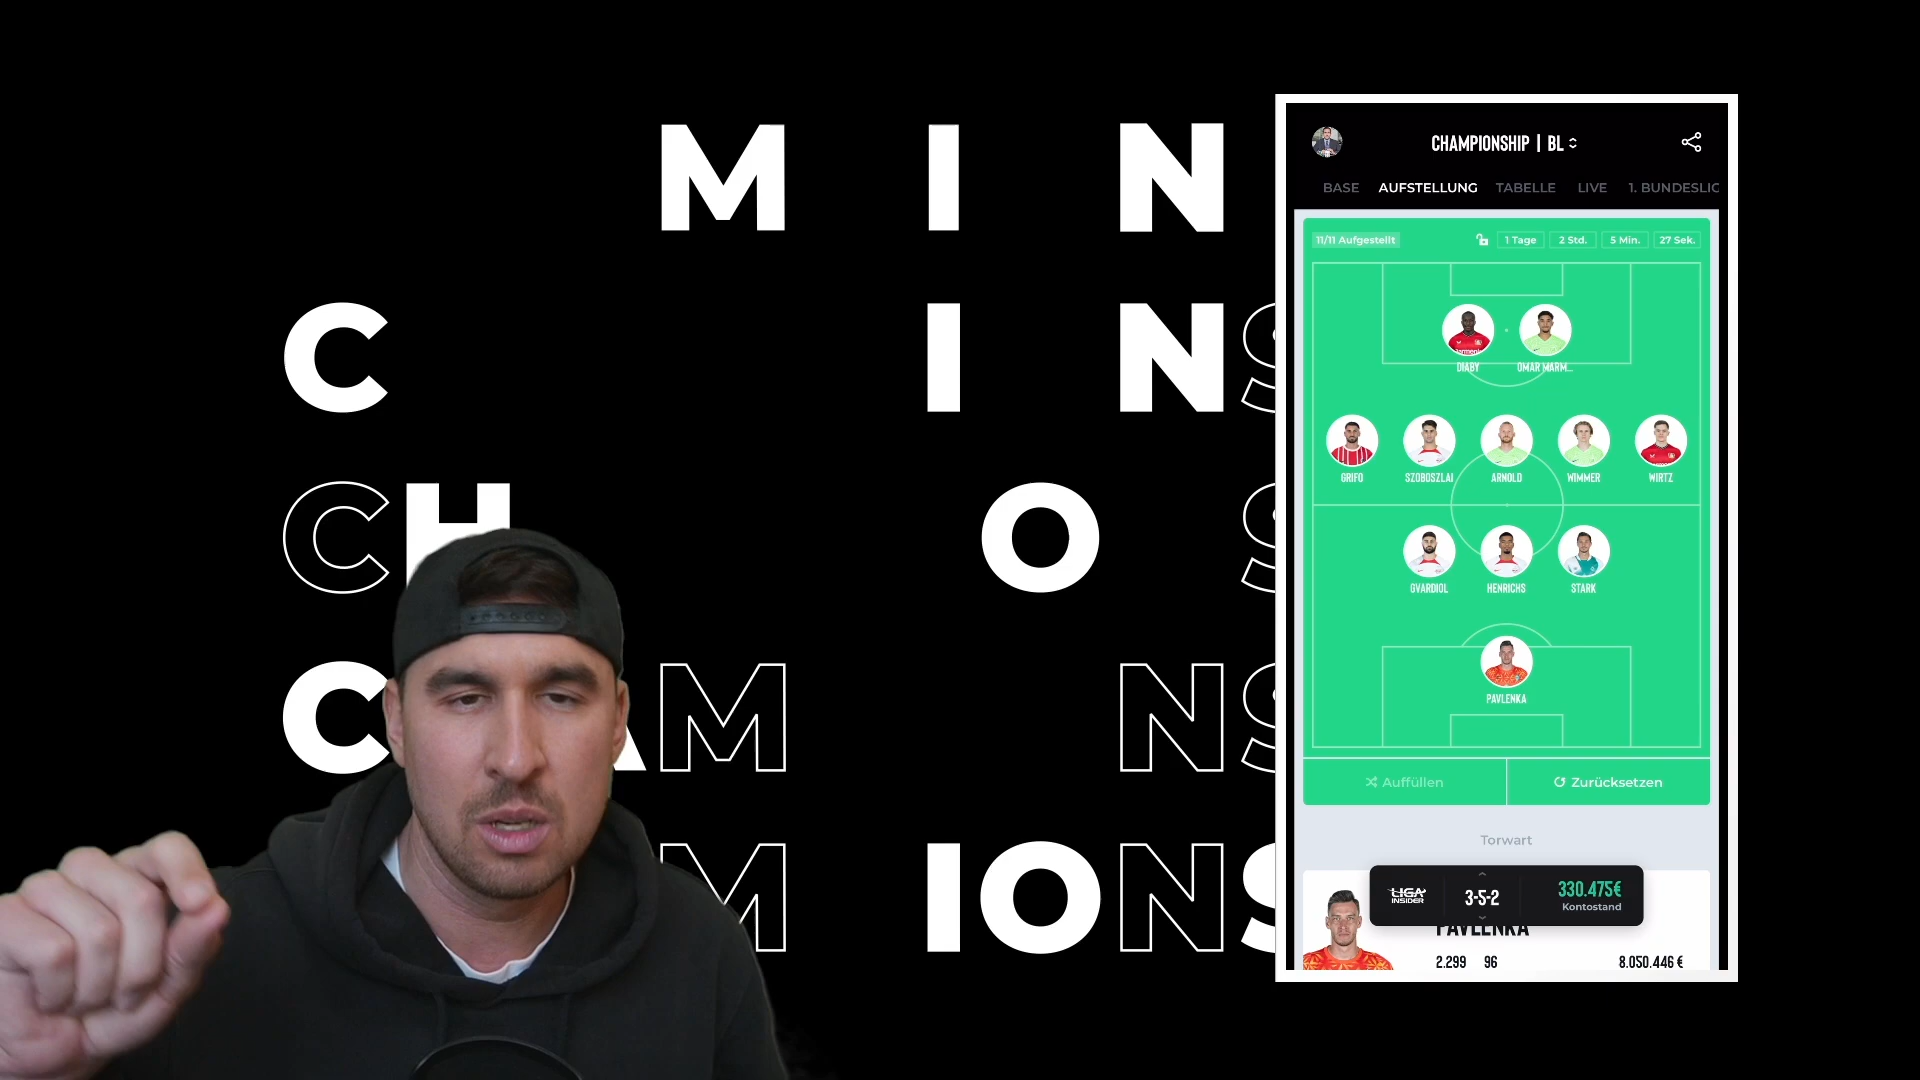 M I N
C I N S
C H O S
C A M N S
M I O N S
CHAMPIONSHIP | BL
BASE AUFSTELLUNG TABELLE LIVE 1. BUNDESLIG
11/11 Aufgestellt 1 Tage 2 Std. 5 Min. 27 Sek.
DIABY OMAR MARM...
GRIFO SZOBOSZLAI ARNOLD WIMMER WIRTZ
GVARDIOL HENRICHS STARK
PAVLENKA
Auffüllen Zurücksetzen
Torwart
LIGA INSIDER 3-5-2 330.475€
Kontostand
PAVLENKA
2.299 96 8.050.446 €